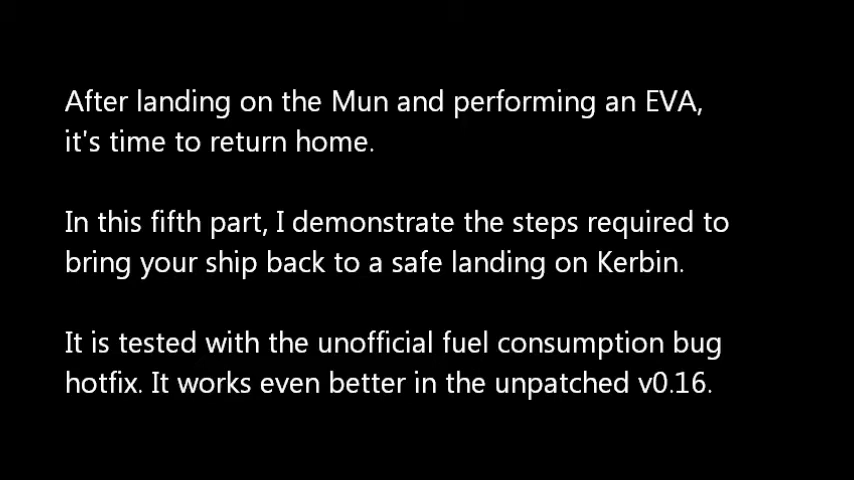 After landing on the Mun and performing an EVA,
it's time to return home.
In this fifth part, I demonstrate the steps required to
bring your ship back to a safe landing on Kerbin.
It is tested with the unofficial fuel consumption bug
hotfix. It works even better in the unpatched v0.16.